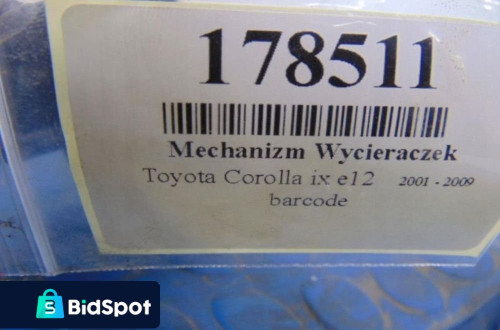 178511
Mechanizm Wycieraczek
Toyota Corolla ix e12 2001 - 2009
barcode
BidSpot